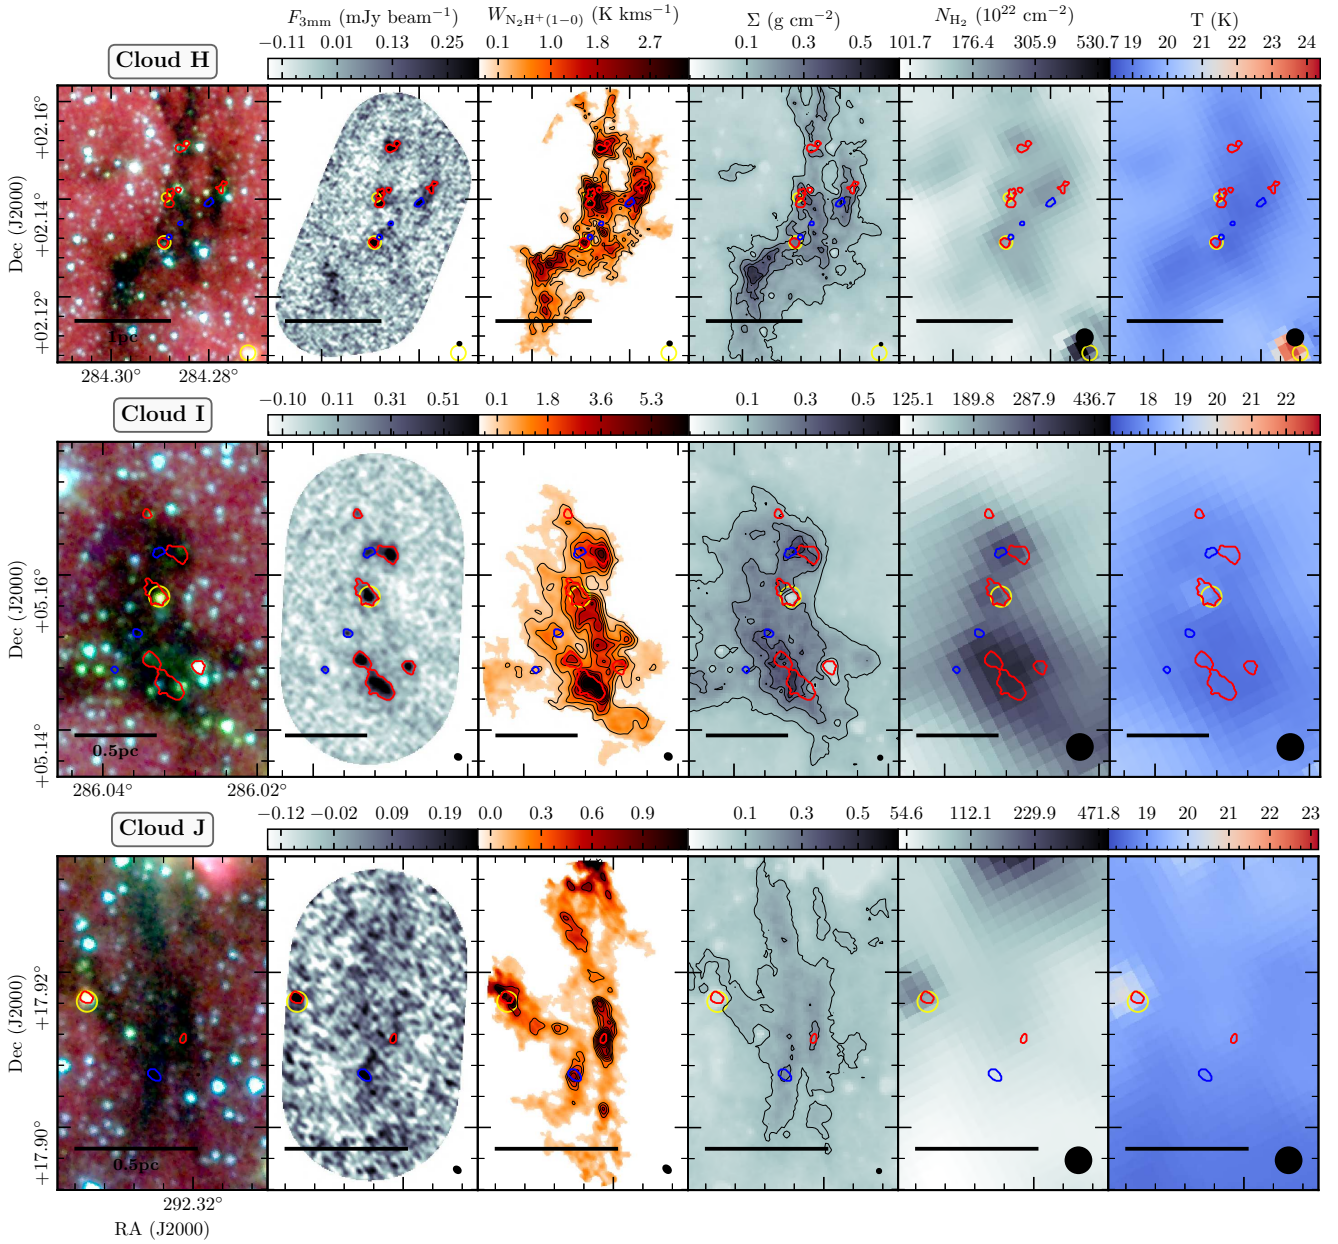 F3mm (mJy beam−1) WN2H+(1−0) (K kms−1) Σ (g cm−2) NH2 (10^22 cm−2) T (K)
Cloud H
−0.11 0.01 0.13 0.25 0.1 1.0 1.8 2.7 0.1 0.3 0.5 101.7 176.4 305.9 530.7 19 20 21 22 23 24
Dec (J2000)
+02.16°
+02.14°
+02.12°
1pc
284.30° 284.28°
Cloud I
−0.10 0.11 0.31 0.51 0.1 1.8 3.6 5.3 0.1 0.3 0.5 125.1 189.8 287.9 436.7 18 19 20 21 22
Dec (J2000)
+05.16°
+05.14°
0.5pc
286.04° 286.02°
Cloud J
−0.12 −0.02 0.09 0.19 0.0 0.3 0.6 0.9 0.1 0.3 0.5 54.6 112.1 229.9 471.8 19 20 21 22 23
Dec (J2000)
+17.92°
+17.90°
0.5pc
292.32°
RA (J2000)